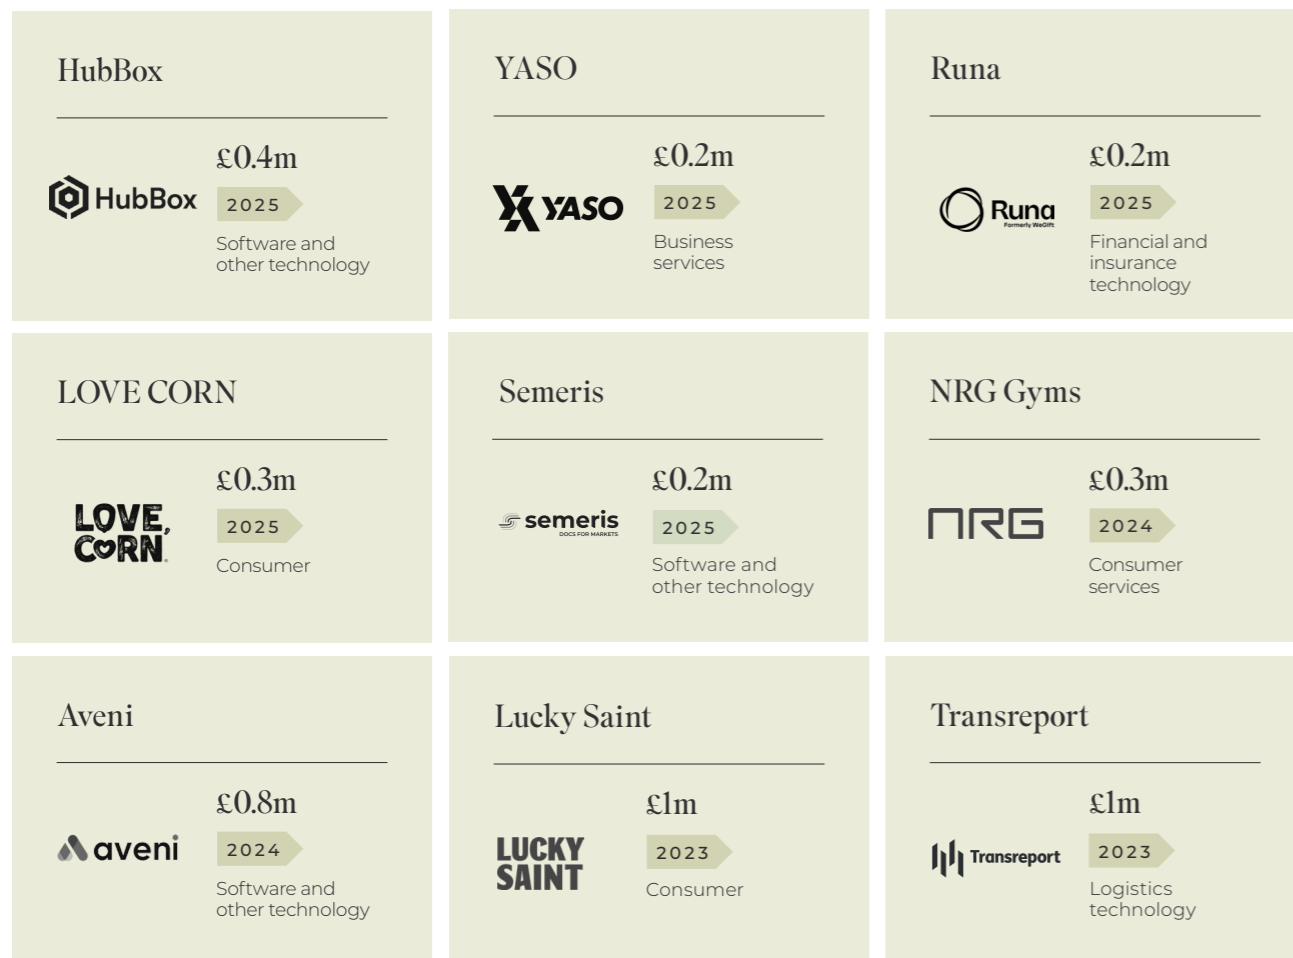 HubBox
HubBox
£0.4m
2025
Software and
other technology
YASO
YASO
£0.2m
2025
Business
services
Runa
Runa
Formerly WeGift
£0.2m
2025
Financial and
insurance
technology
LOVE CORN
LOVE,
CORN
£0.3m
2025
Consumer
Semeris
semeris
DOCS FOR MARKETS
£0.2m
2025
Software and
other technology
NRG Gyms
NRG
£0.3m
2024
Consumer
services
Aveni
aveni
£0.8m
2024
Software and
other technology
Lucky Saint
LUCKY
SAINT
£1m
2023
Consumer
Transreport
Transreport
£1m
2023
Logistics
technology